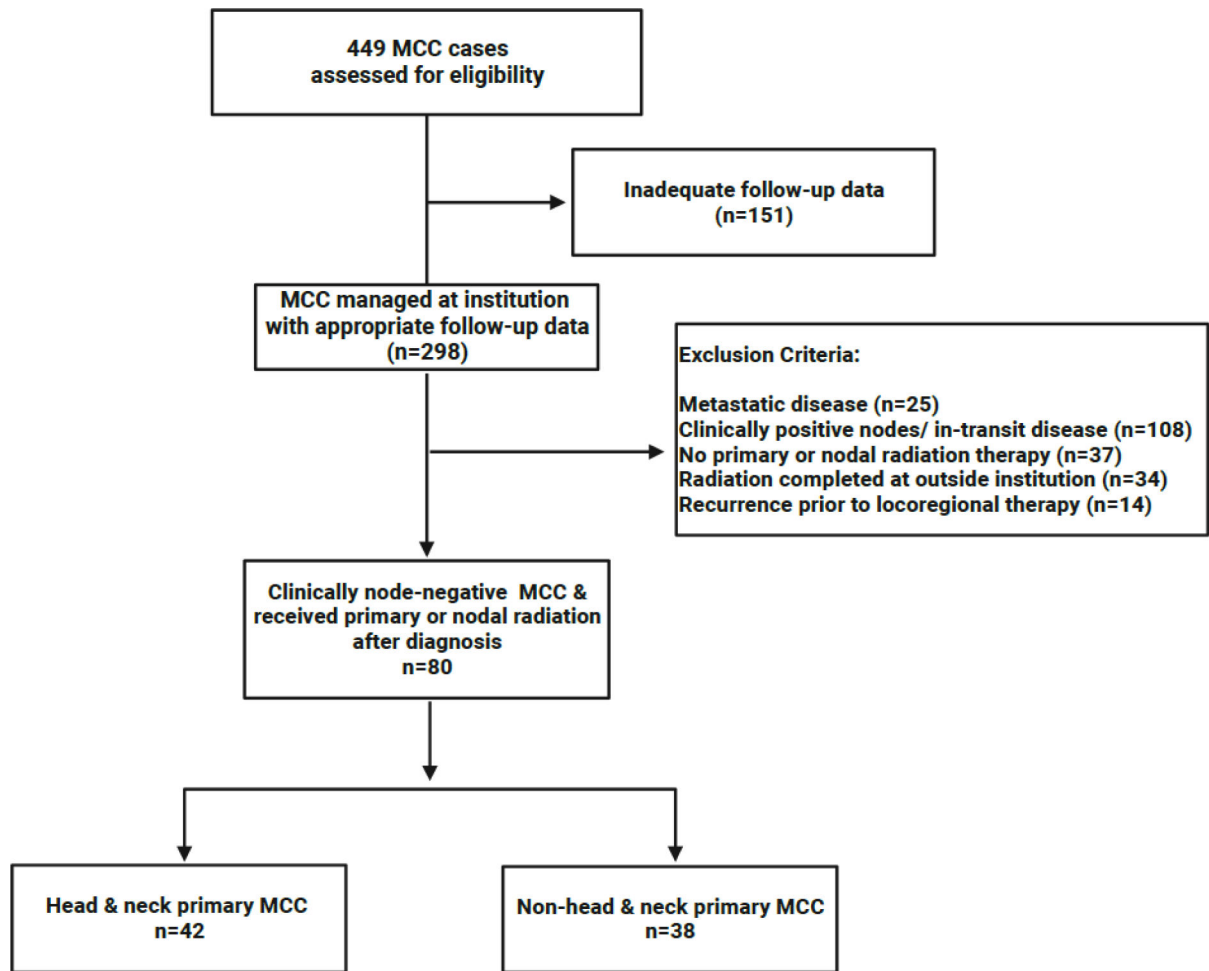 449 MCC cases
assessed for eligibility
Inadequate follow-up data
(n=151)
MCC managed at institution
with appropriate follow-up data
(n=298)
Exclusion Criteria:
Metastatic disease (n=25)
Clinically positive nodes/ in-transit disease (n=108)
No primary or nodal radiation therapy (n=37)
Radiation completed at outside institution (n=34)
Recurrence prior to locoregional therapy (n=14)
Clinically node-negative MCC &
received primary or nodal radiation
after diagnosis
n=80
Head & neck primary MCC
n=42
Non-head & neck primary MCC
n=38